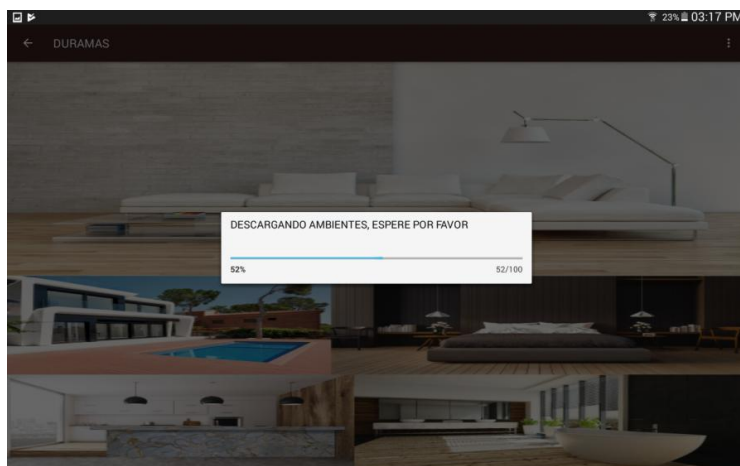 23% 03:17 PM
DURAMAS
DESCARGANDO AMBIENTES, ESPERE POR FAVOR
52% 52/100